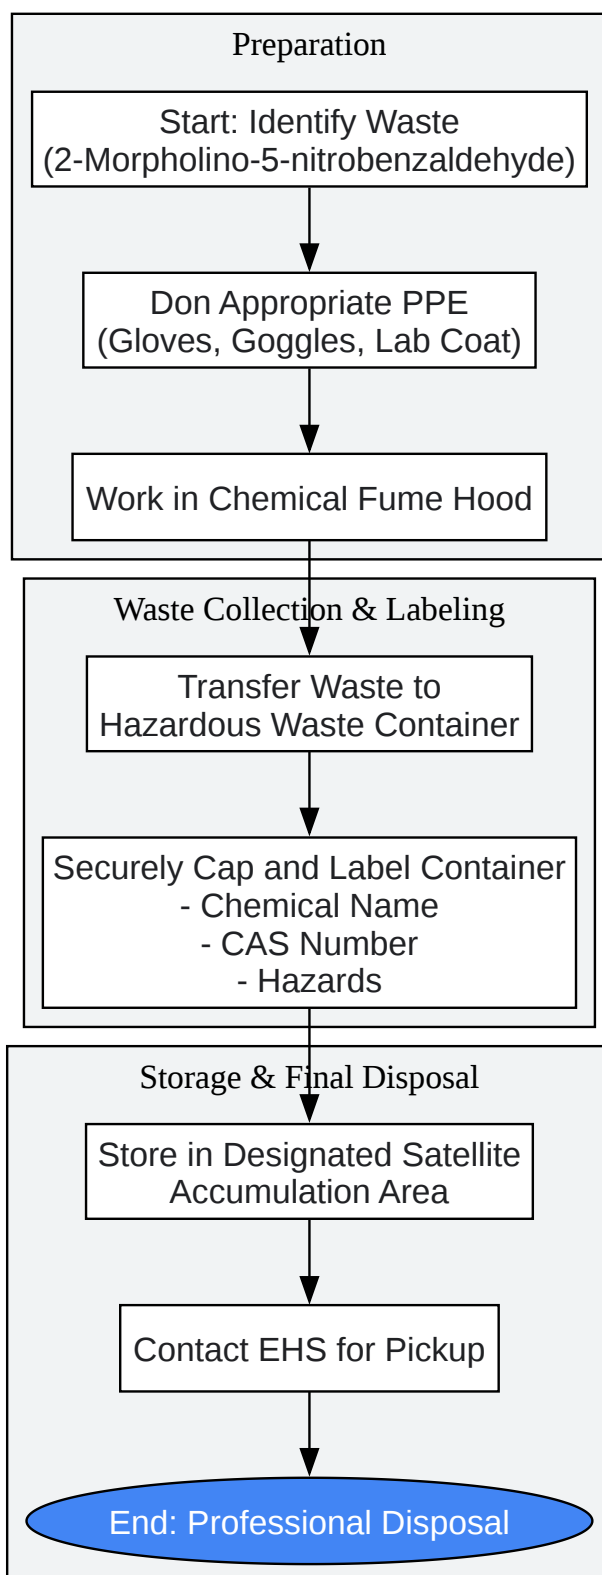 Preparation
Start: Identify Waste
(2-Morpholino-5-nitrobenzaldehyde)
Don Appropriate PPE
(Gloves, Goggles, Lab Coat)
Work in Chemical Fume Hood
Waste Collection & Labeling
Transfer Waste to
Hazardous Waste Container
Securely Cap and Label Container
- Chemical Name
- CAS Number
- Hazards
Storage & Final Disposal
Store in Designated Satellite
Accumulation Area
Contact EHS for Pickup
End: Professional Disposal